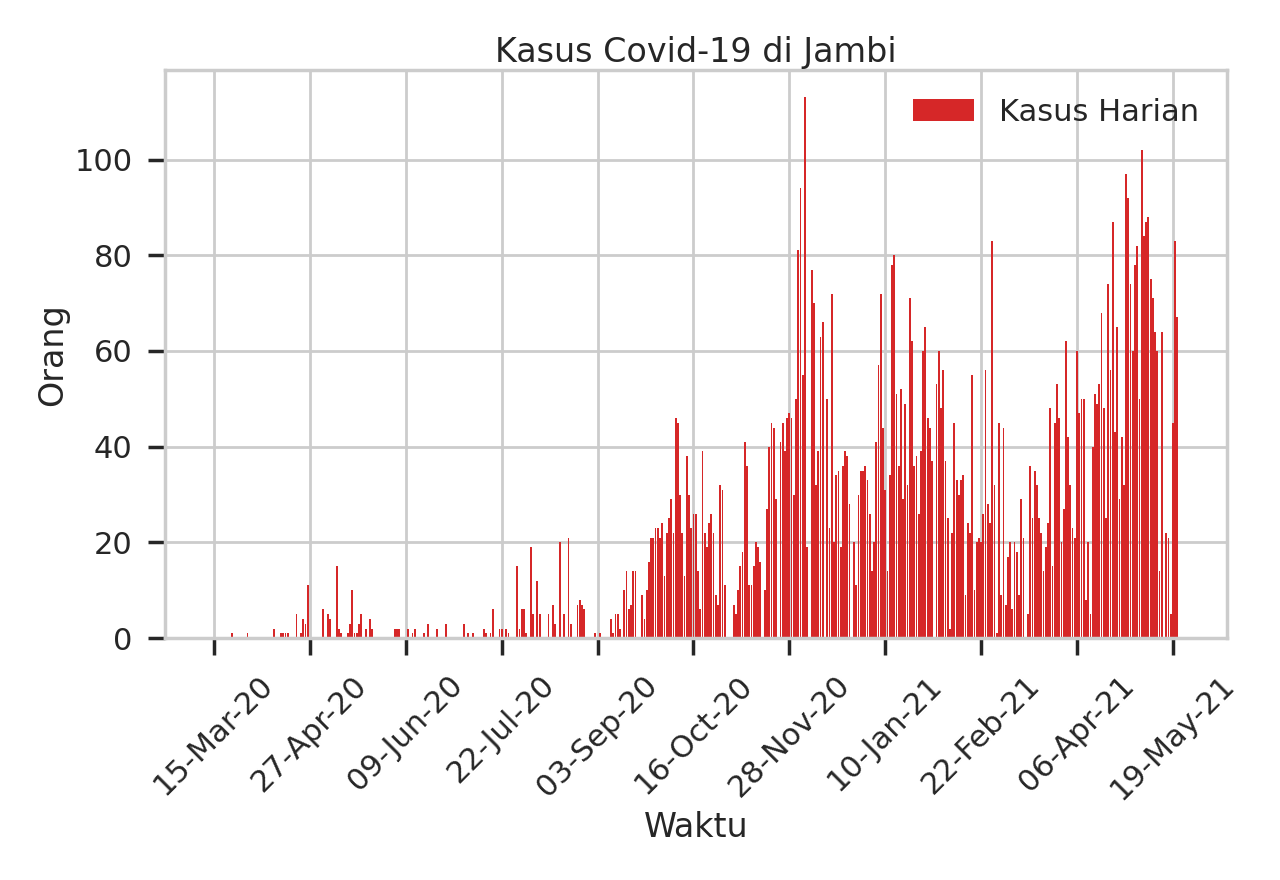 Kasus Covid-19 di Jambi
Kasus Harian
Orang
100
80
60
40
20
0
15-Mar-20
27-Apr-20
09-Jun-20
22-Jul-20
03-Sep-20
16-Oct-20
28-Nov-20
10-Jan-21
22-Feb-21
06-Apr-21
19-May-21
Waktu